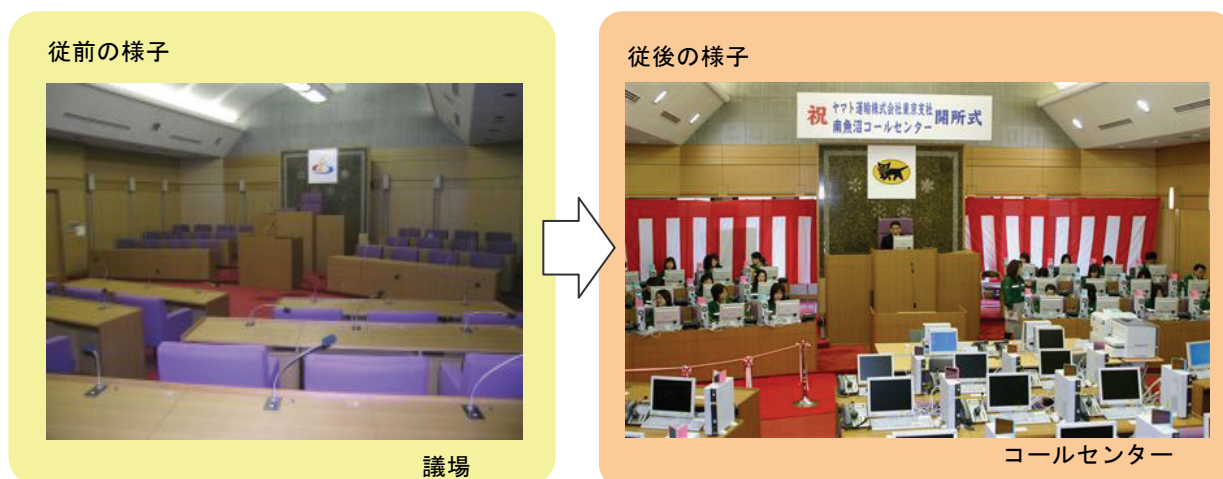 従前の様子
議場
従後の様子
祝
ヤマト運輸株式会社東京支社
南魚沼コールセンター
開所式
コールセンター